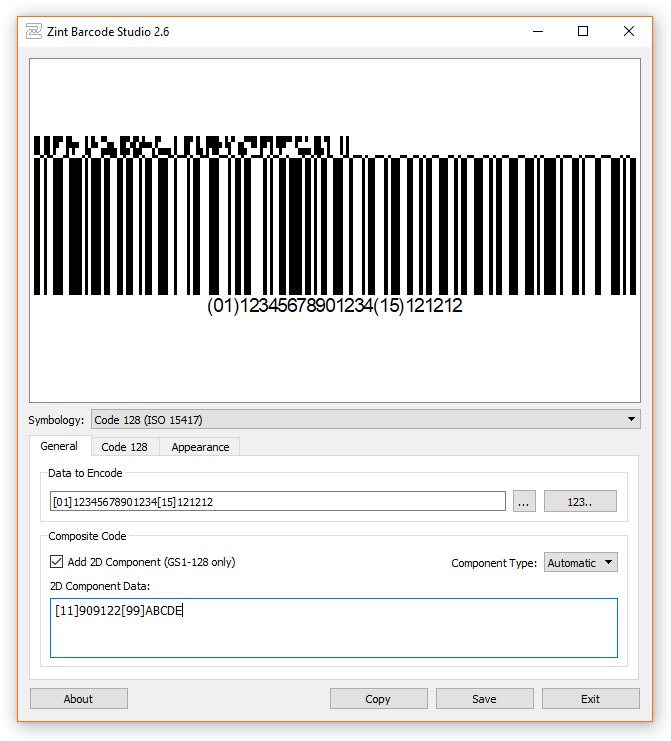 Zint Barcode Studio 2.6
(01)12345678901234(15)121212
Symbology: Code 128 (ISO 15417)
General Code 128 Appearance
Data to Encode
[01]12345678901234[15]121212 ... 123..
Composite Code
Add 2D Component (GS1-128 only) Component Type: Automatic
2D Component Data:
[11]909122[99]ABCDE
About Copy Save Exit